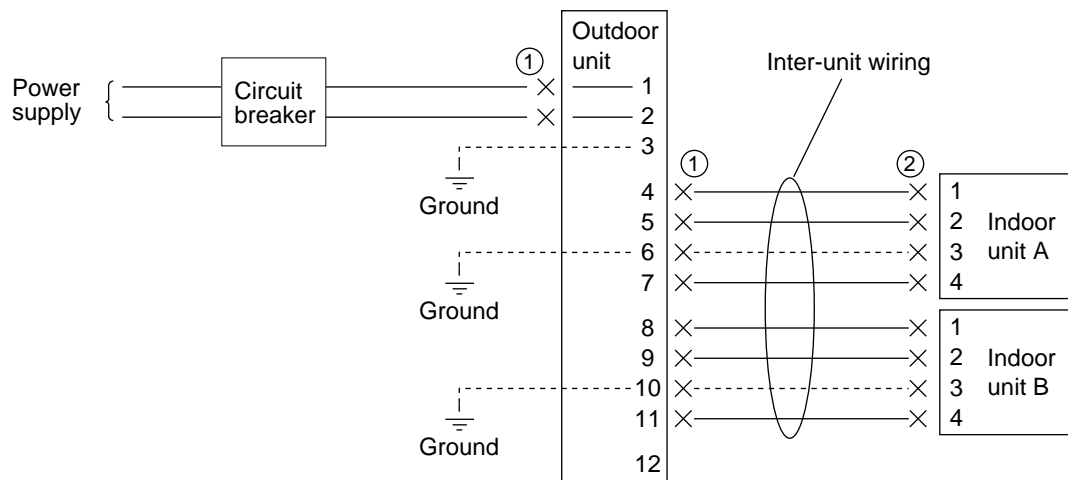 Outdoor
unit
Power
supply
Circuit
breaker
①
1
2
3
Ground
Inter-unit wiring
①
②
4
5
6
7
Ground
1
2
3
4
Indoor
unit A
8
9
10
11
12
Ground
1
2
3
4
Indoor
unit B